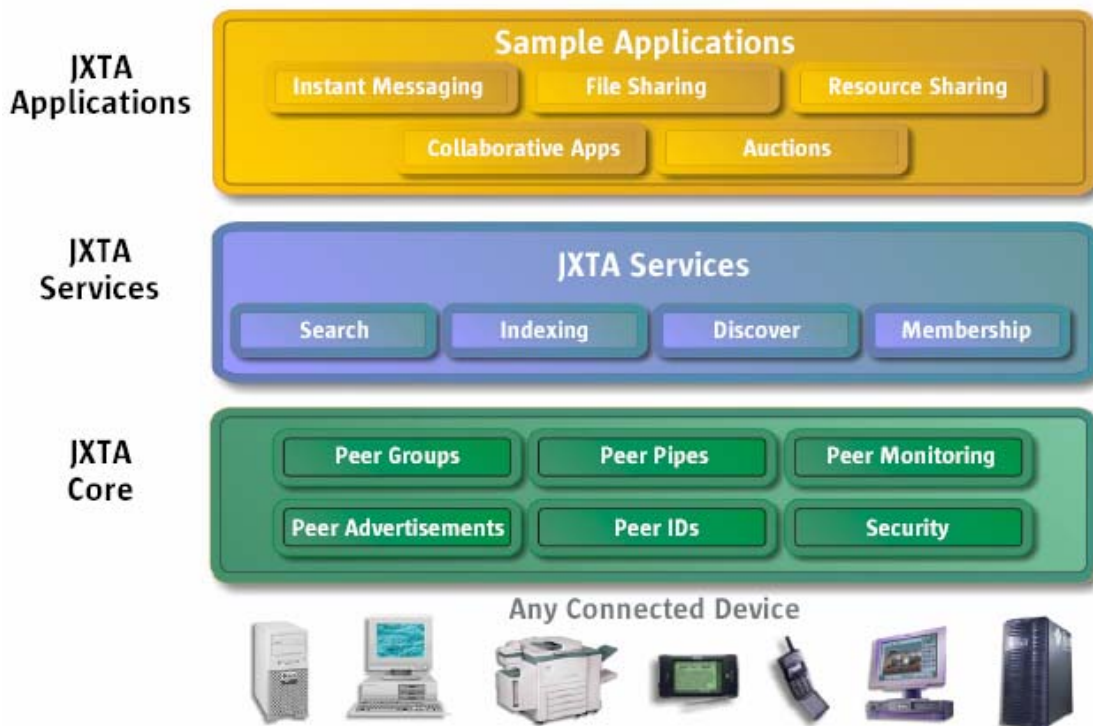 JXTA
Applications
Sample Applications
Instant Messaging
File Sharing
Resource Sharing
Collaborative Apps
Auctions
JXTA
Services
JXTA Services
Search
Indexing
Discover
Membership
JXTA
Core
Peer Groups
Peer Pipes
Peer Monitoring
Peer Advertisements
Peer IDs
Security
Any Connected Device